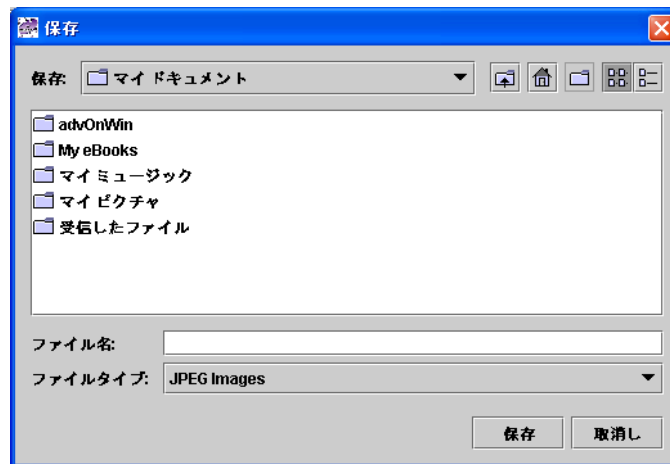 保存
保存: マイ ドキュメント
advOnWin
My eBooks
マイ ミュージック
マイ ピクチャ
受信したファイル
ファイル名:
ファイルタイプ: JPEG Images
保存 取消し